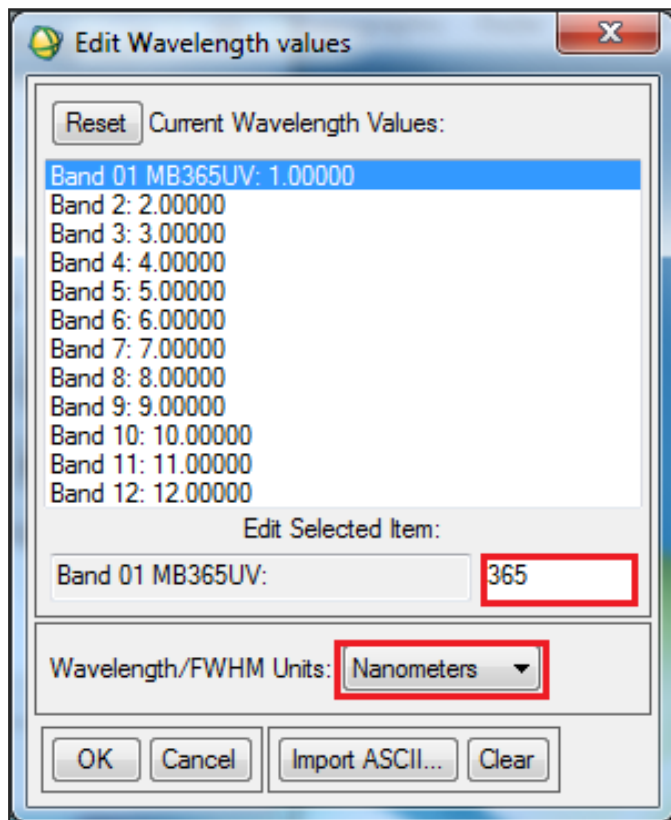 Edit Wavelength values
Reset Current Wavelength Values:
Band 01 MB365UV: 1.00000
Band 2: 2.00000
Band 3: 3.00000
Band 4: 4.00000
Band 5: 5.00000
Band 6: 6.00000
Band 7: 7.00000
Band 8: 8.00000
Band 9: 9.00000
Band 10: 10.00000
Band 11: 11.00000
Band 12: 12.00000
Edit Selected Item:
Band 01 MB365UV: 365
Wavelength/FWHM Units: Nanometers
OK Cancel Import ASCII... Clear